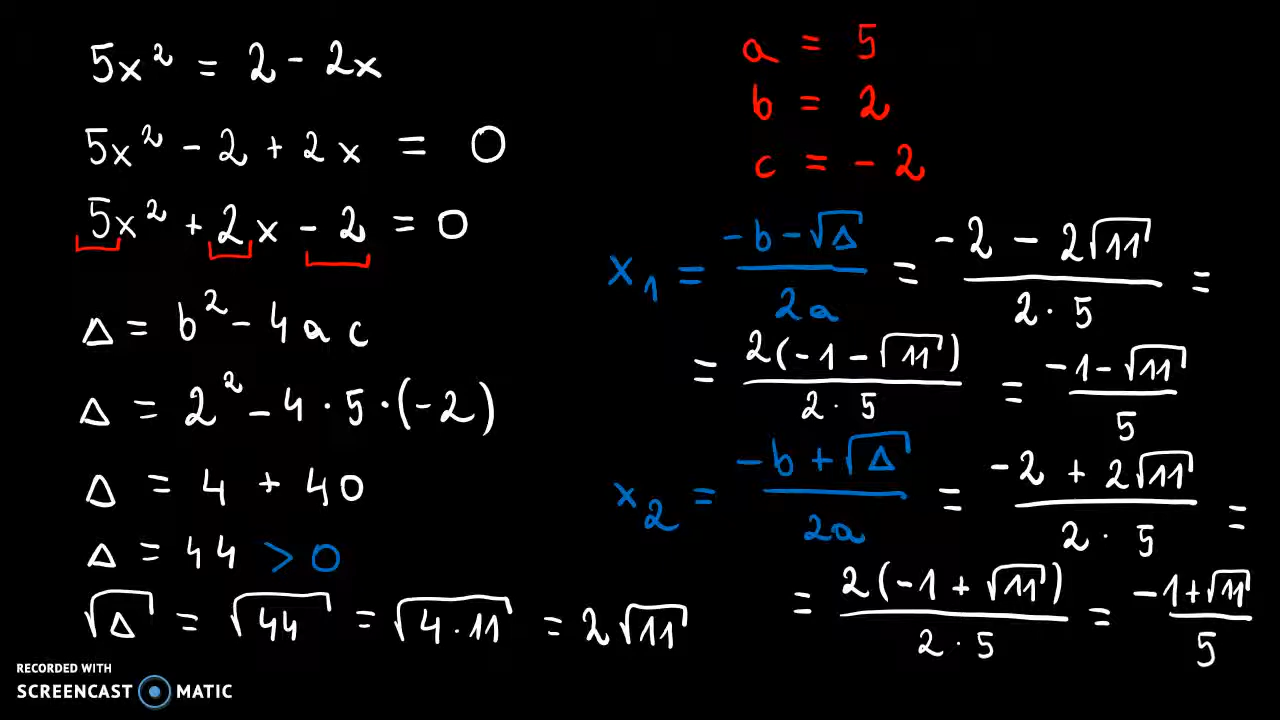 5x² = 2 - 2x
5x² - 2 + 2x = 0
5x² + 2x - 2 = 0
Δ = b² - 4ac
Δ = 2² - 4 · 5 · (-2)
Δ = 4 + 40
Δ = 44 > 0
√Δ = √44 = √4·11 = 2√11
a = 5
b = 2
c = -2
x₁ = (-b - √Δ)/2a = (-2 - 2√11)/(2 · 5) =
= 2(-1 - √11)/(2 · 5) = (-1 - √11)/5
x₂ = (-b + √Δ)/2a = (-2 + 2√11)/(2 · 5) =
= 2(-1 + √11)/(2 · 5) = (-1 + √11)/5
RECORDED WITH
SCREENCAST MATIC